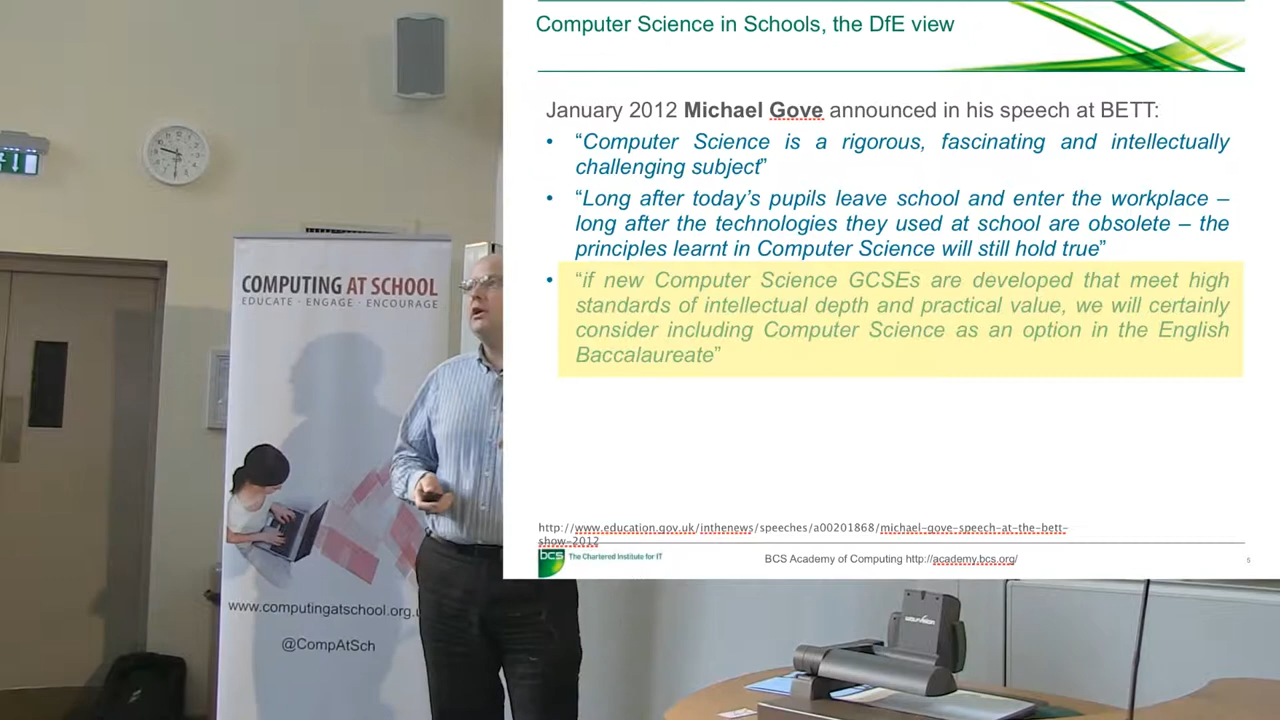 Computer Science in Schools, the DfE view
January 2012 Michael Gove announced in his speech at BETT:
• “Computer Science is a rigorous, fascinating and intellectually
challenging subject”
• “Long after today’s pupils leave school and enter the workplace –
long after the technologies they used at school are obsolete – the
principles learnt in Computer Science will still hold true”
• “if new Computer Science GCSEs are developed that meet high
standards of intellectual depth and practical value, we will certainly
consider including Computer Science as an option in the English
Baccalaureate”
http://www.education.gov.uk/inthenews/speeches/a00201868/michael-gove-speech-at-the-bett-
show-2012
bcs The Chartered Institute for IT
BCS Academy of Computing http://academy.bcs.org/
5
COMPUTING AT SCHOOL
EDUCATE · ENGAGE · ENCOURAGE
www.computingatschool.org.u
@CompAtSch
wolfvision